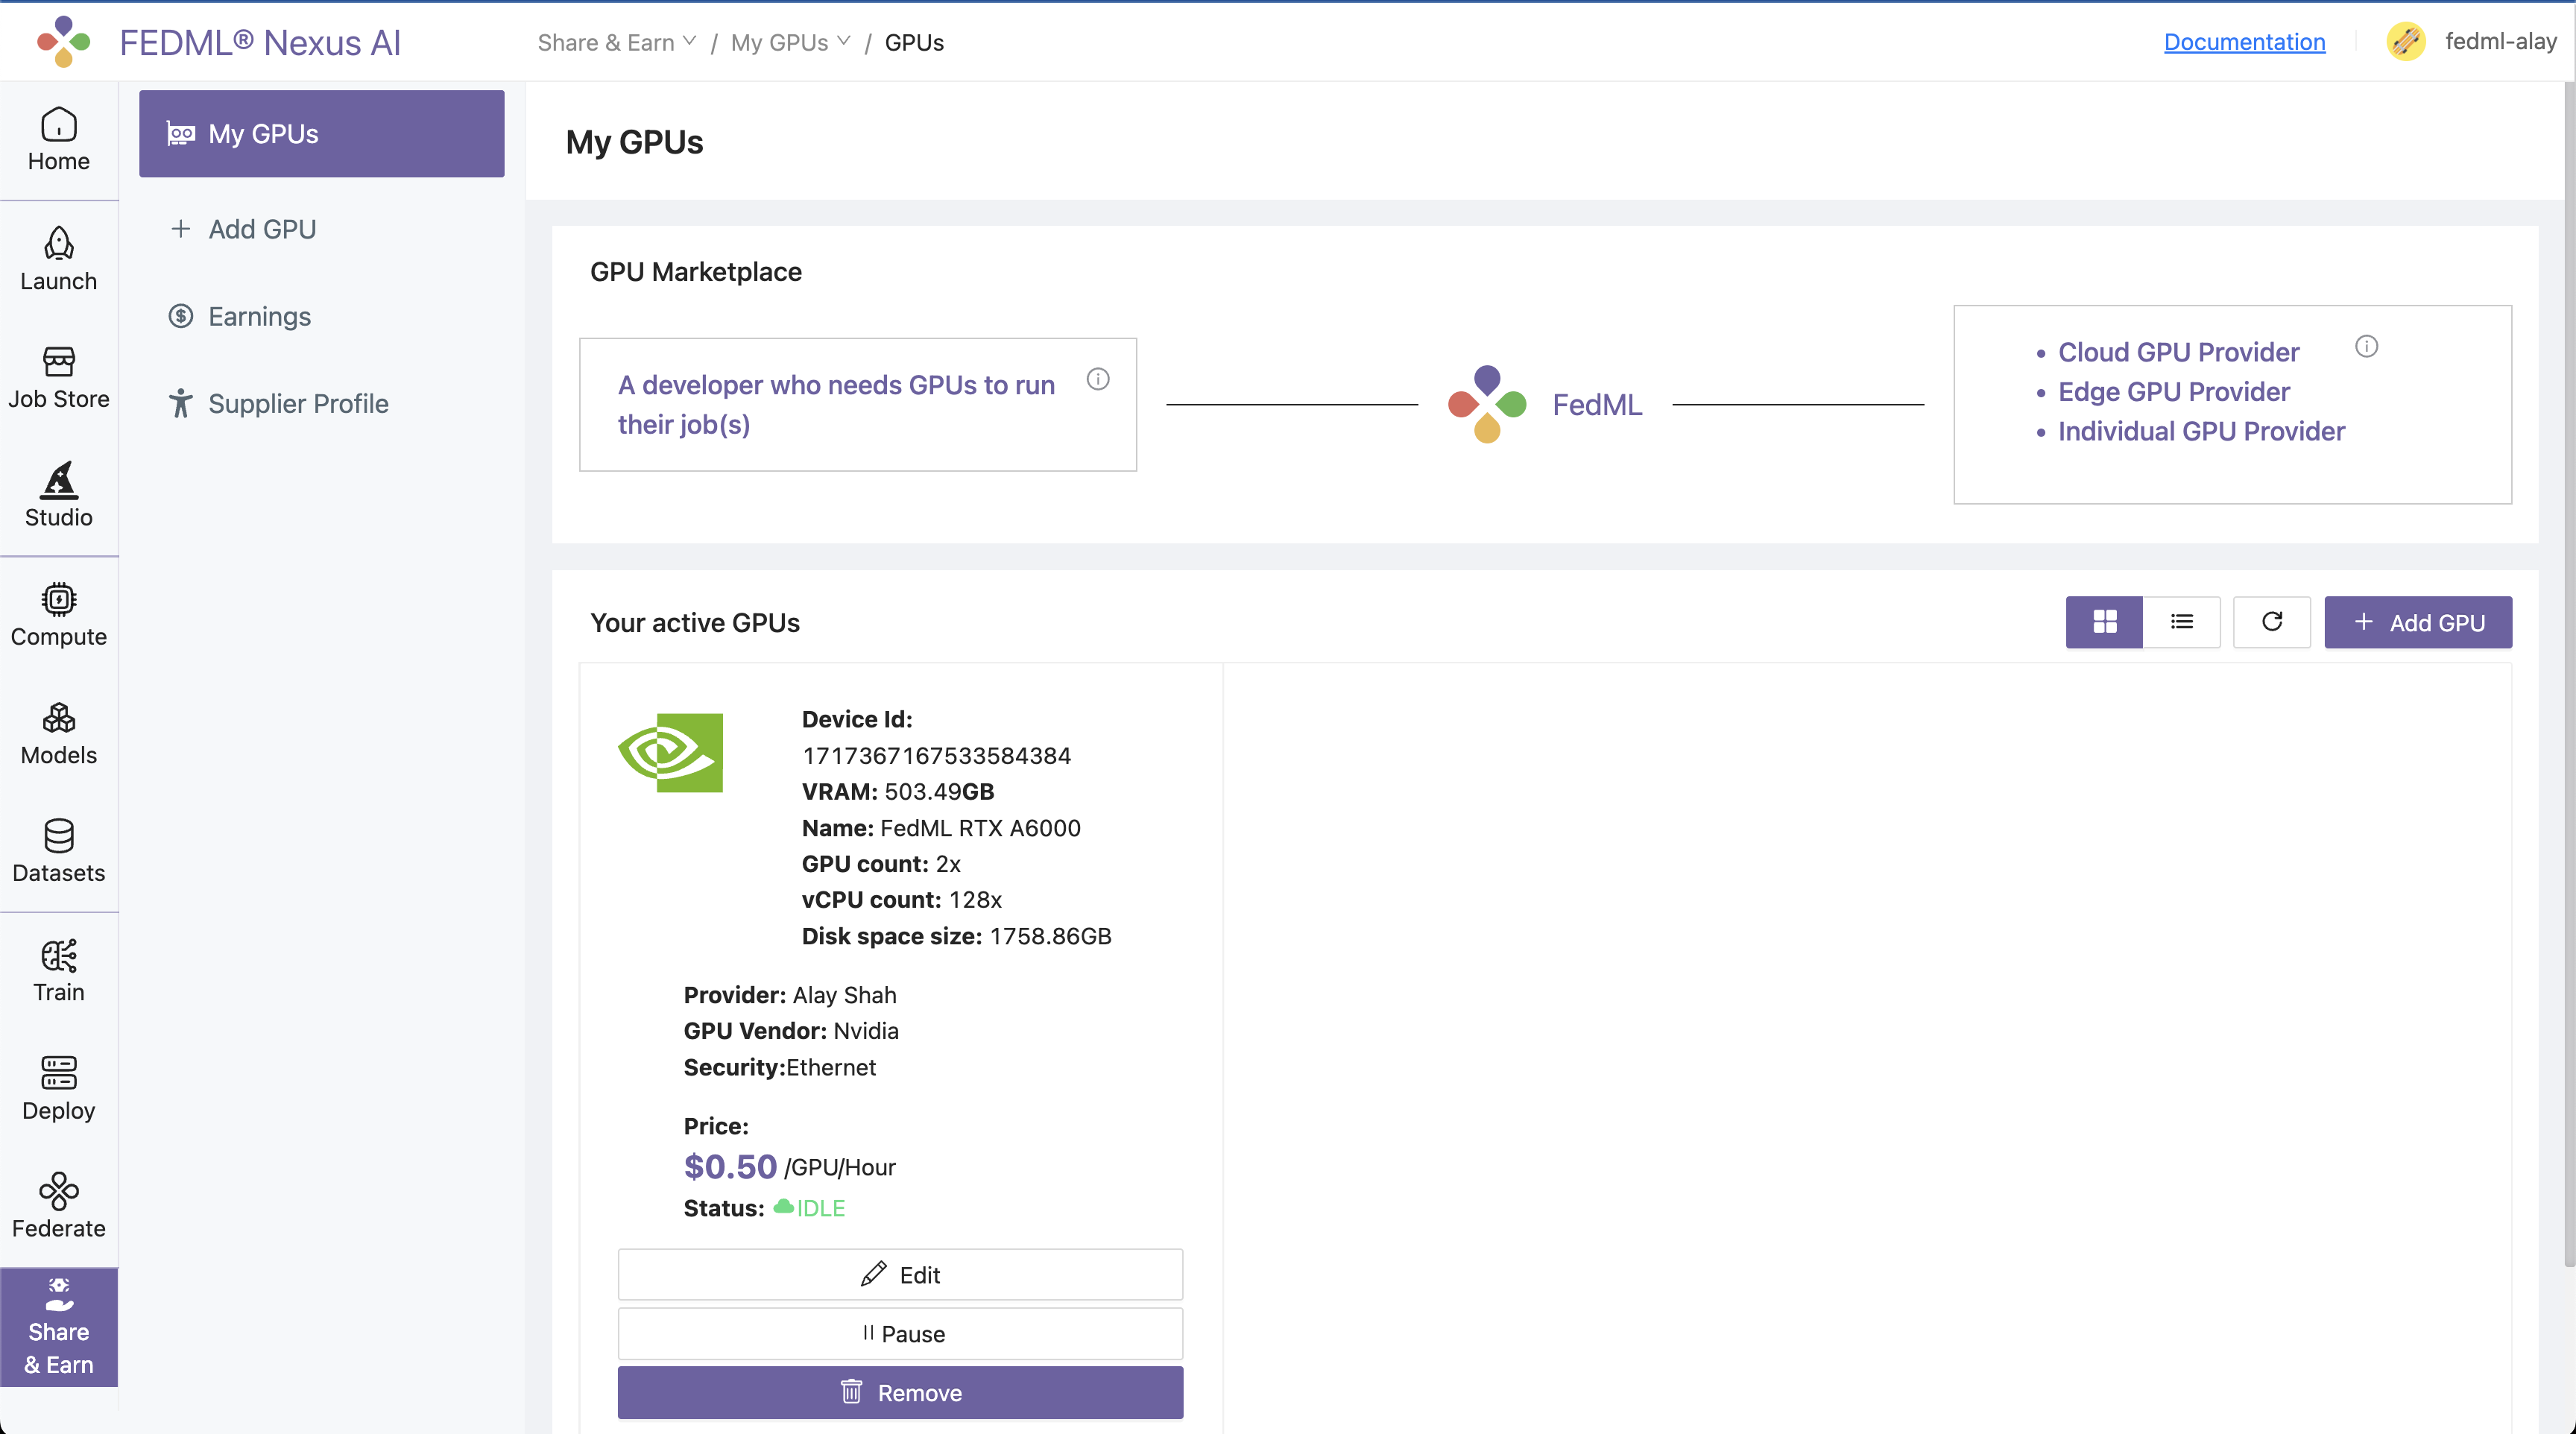 FEDML® Nexus AI
Share & Earn / My GPUs / GPUs
Documentation
fedml-alay
Home
Launch
Job Store
Studio
Compute
Models
Datasets
Train
Deploy
Federate
Share
& Earn
My GPUs
+ Add GPU
Earnings
Supplier Profile
My GPUs
GPU Marketplace
A developer who needs GPUs to run
their job(s)
FedML
• Cloud GPU Provider
• Edge GPU Provider
• Individual GPU Provider
Your active GPUs
+ Add GPU
Device Id:
1717367167533584384
VRAM: 503.49GB
Name: FedML RTX A6000
GPU count: 2x
vCPU count: 128x
Disk space size: 1758.86GB
Provider: Alay Shah
GPU Vendor: Nvidia
Security:Ethernet
Price:
$0.50 /GPU/Hour
Status: IDLE
Edit
Pause
Remove